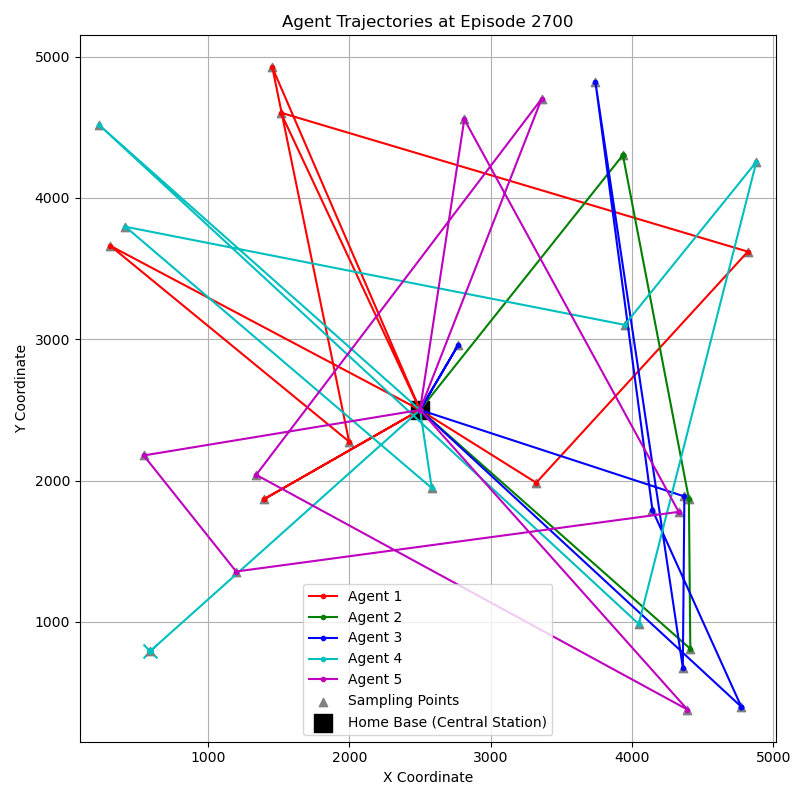 Agent Trajectories at Episode 2700
Y Coordinate
5000
4000
3000
2000
1000
Agent 1
Agent 2
Agent 3
Agent 4
Agent 5
Sampling Points
Home Base (Central Station)
1000 2000 3000 4000 5000
X Coordinate